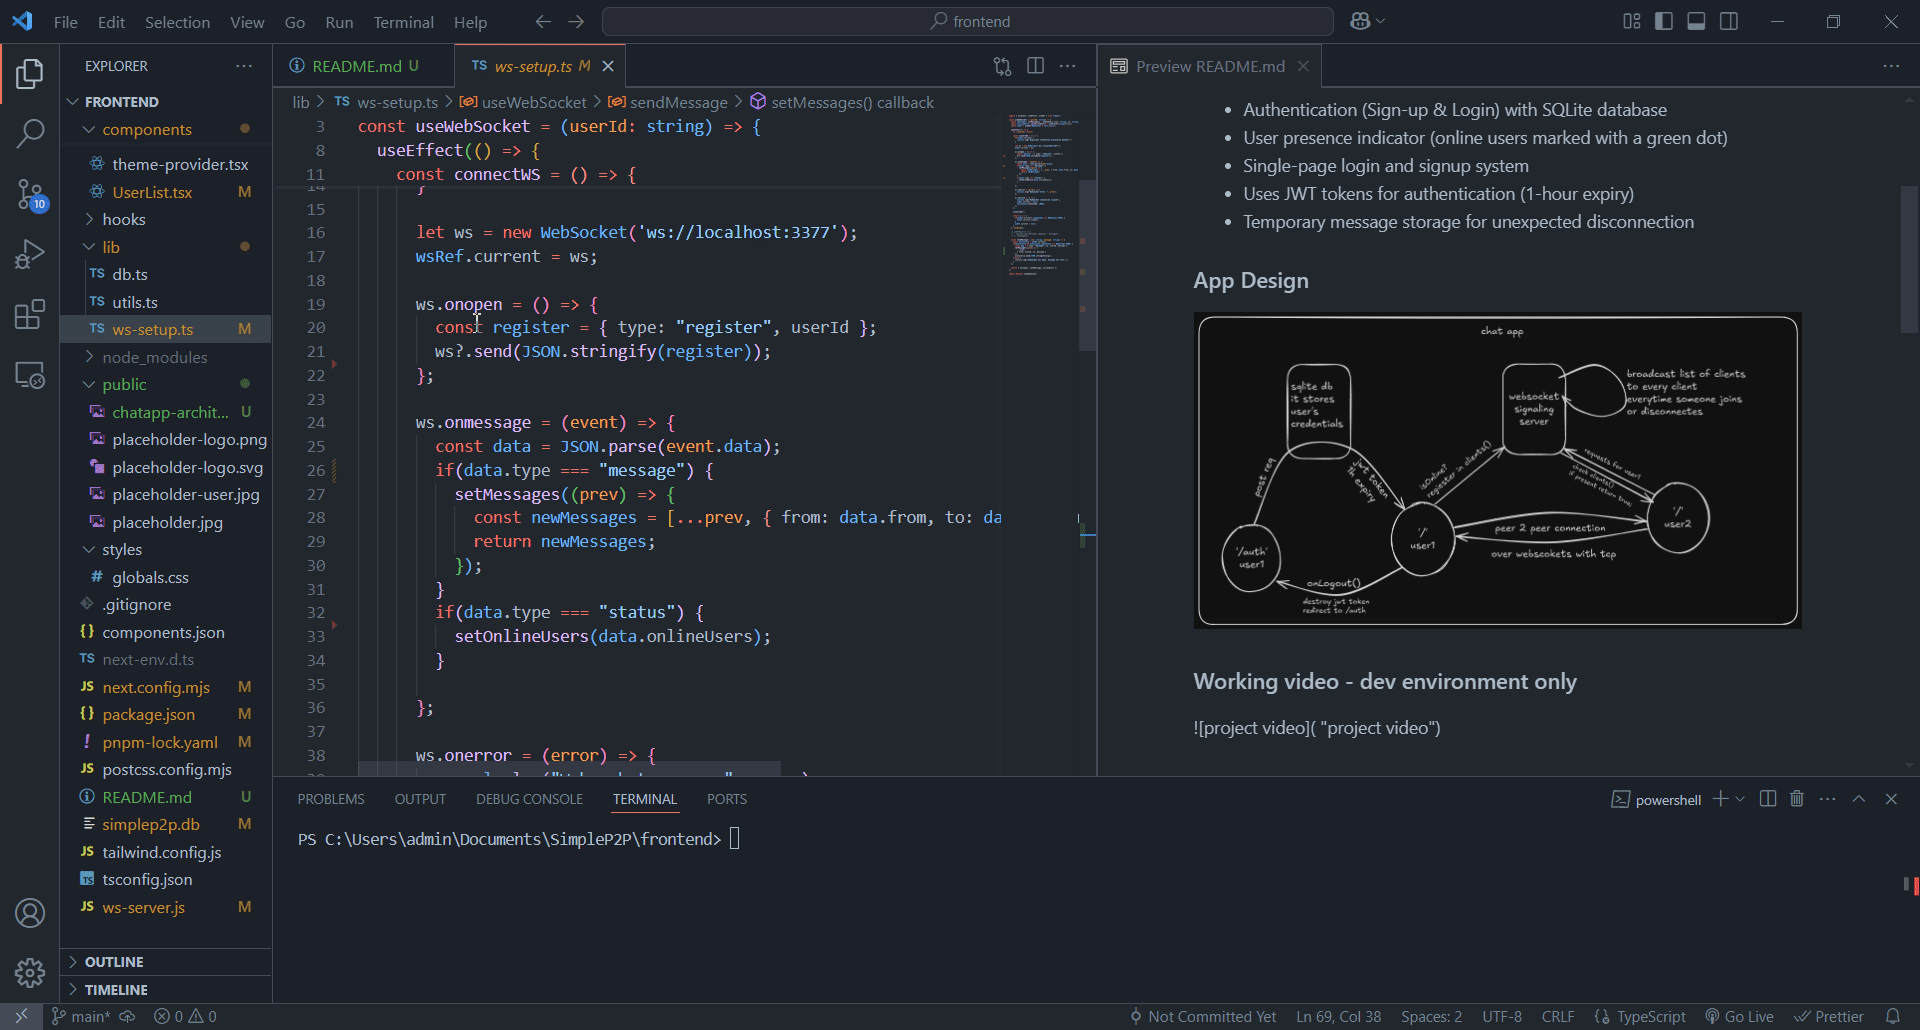 File Edit Selection View Go Run Terminal Help
frontend
EXPLORER
FRONTEND
components
theme-provider.tsx
UserList.tsx M
hooks
lib
TS db.ts
TS utils.ts
TS ws-setup.ts M
node_modules
public
chatapp-archit... U
placeholder-logo.png
placeholder-logo.svg
placeholder-user.jpg
placeholder.jpg
styles
# globals.css
.gitignore
{} components.json
TS next-env.d.ts
JS next.config.mjs M
{} package.json M
! pnpm-lock.yaml M
JS postcss.config.mjs
README.md U
simplep2p.db M
JS tailwind.config.js
TS tsconfig.json
JS ws-server.js M
OUTLINE
TIMELINE
10
README.md U
TS ws-setup.ts M
lib > TS ws-setup.ts > useWebSocket > sendMessage > setMessages() callback
3 const useWebSocket = (userId: string) => {
8 useEffect(() => {
11 const connectWS = () => {
14 }
15
16 let ws = new WebSocket('ws://localhost:3377');
17 wsRef.current = ws;
18
19 ws.onopen = () => {
20 const register = { type: "register", userId };
21 ws?.send(JSON.stringify(register));
22 };
23
24 ws.onmessage = (event) => {
25 const data = JSON.parse(event.data);
26 if(data.type === "message") {
27 setMessages((prev) => {
28 const newMessages = [...prev, { from: data.from, to: da
29 return newMessages;
30 });
31 }
32 if(data.type === "status") {
33 setOnlineUsers(data.onlineUsers);
34 }
35
36 };
37
38 ws.onerror = (error) => {
Preview README.md
• Authentication (Sign-up & Login) with SQLite database
• User presence indicator (online users marked with a green dot)
• Single-page login and signup system
• Uses JWT tokens for authentication (1-hour expiry)
• Temporary message storage for unexpected disconnection
App Design
chat app
sqlite db
it stores
user's
credentials
websocket
signaling
server
broadcast list of clients
to every client
everytime someone joins
or disconnectes
post req
jwt token
1h expiry
isOnline?
register in clients()
requests for user?
check clients()
if present return true;
'/auth'
user1
'/'
user1
'/'
user2
peer 2 peer connection
over webscokets with tcp
onLogout()
destroy jwt token
redirect to /auth
Working video - dev environment only
![project video]( "project video")
PROBLEMS OUTPUT DEBUG CONSOLE TERMINAL PORTS
powershell
PS C:\Users\admin\Documents\SimpleP2P\frontend>
main* 0 0
Not Committed Yet Ln 69, Col 38 Spaces: 2 UTF-8 CRLF {} TypeScript Go Live Prettier